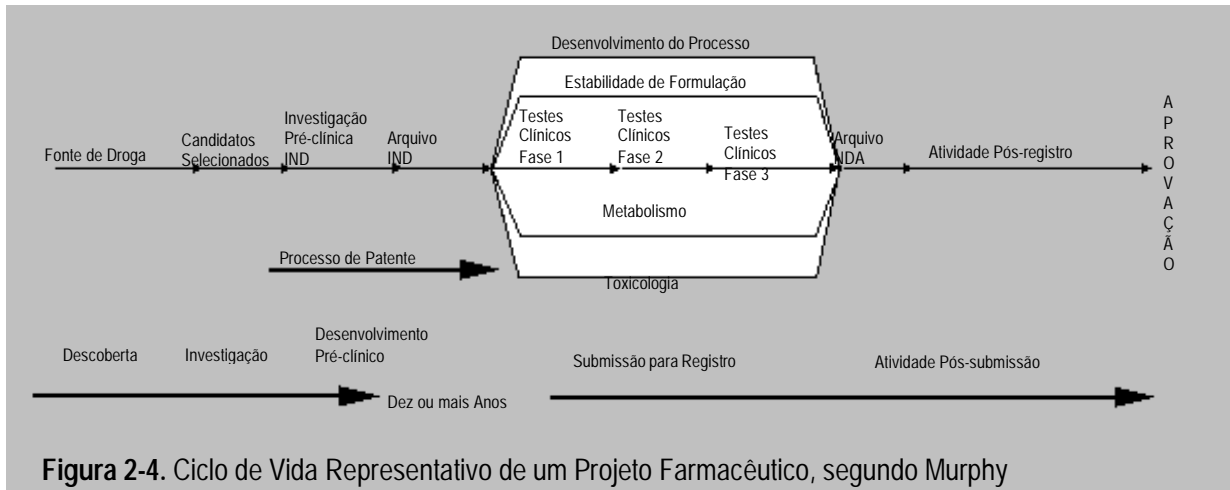 Desenvolvimento do Processo
Estabilidade de Formulação
Fonte de Droga
Candidatos
Selecionados
Investigação
Pré-clínica
IND
Arquivo
IND
Testes
Clínicos
Fase 1
Testes
Clínicos
Fase 2
Testes
Clínicos
Fase 3
Arquivo
NDA
Atividade Pós-registro
A
P
R
O
V
A
Ç
Ã
O
Metabolismo
Processo de Patente
Toxicologia
Descoberta
Investigação
Desenvolvimento
Pré-clínico
Dez ou mais Anos
Submissão para Registro
Atividade Pós-submissão
Figura 2-4. Ciclo de Vida Representativo de um Projeto Farmacêutico, segundo Murphy